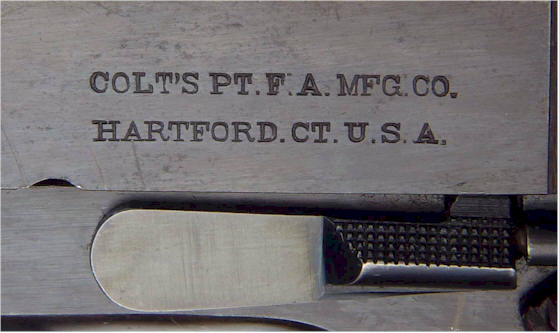 COLT'S PT. F. A. MFG. CO.
HARTFORD. CT. U. S. A.